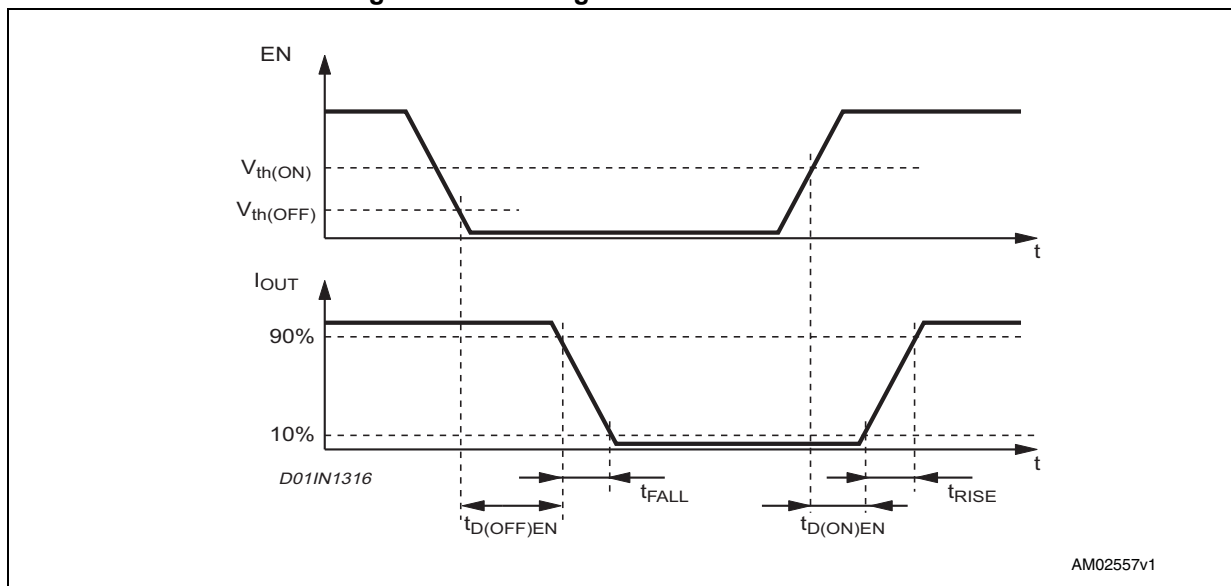 EN
Vth(ON)
Vth(OFF)
t
IOUT
90%
10%
t
D01IN1316
tFALL
tRISE
tD(OFF)EN
tD(ON)EN
AM02557v1